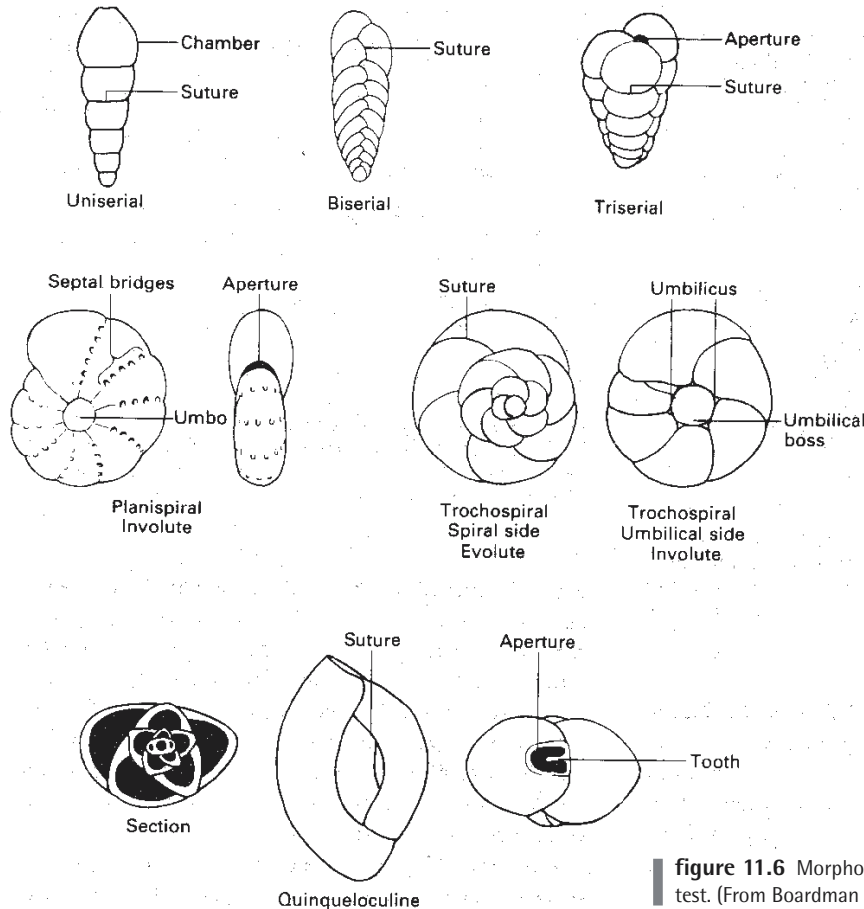 Chamber
Suture
Uniserial
Suture
Biserial
Aperture
Suture
Triserial
Septal bridges
Aperture
Umbo
Planispiral
Involute
Suture
Trochospiral
Spiral side
Evolute
Umbilicus
Umbilical
boss
Trochospiral
Umbilical side
Involute
Section
Suture
Quinqueloculine
Aperture
Tooth
figure 11.6 Morpho
test. (From Boardman